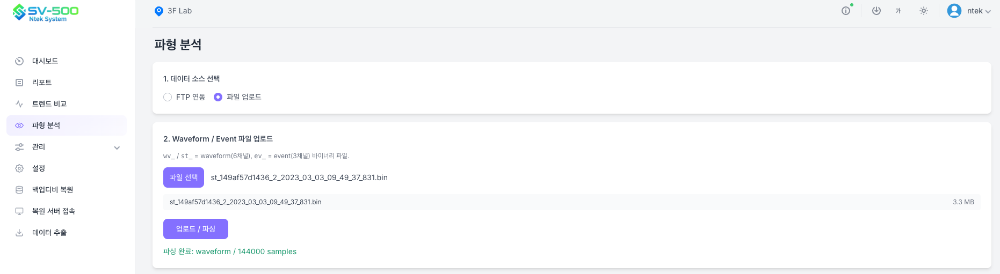 SV-500
Ntek System
3F Lab
가
ntek
대시보드
리포트
트렌드 비교
파형 분석
관리
설정
백업디비 복원
복원 서버 접속
데이터 추출
파형 분석
1. 데이터 소스 선택
FTP 연동 파일 업로드
2. Waveform / Event 파일 업로드
wv_ / st_ = waveform(6채널), ev_ = event(3채널) 바이너리 파일.
파일 선택 st_149af57d1436_2_2023_03_03_09_49_37_831.bin
st_149af57d1436_2_2023_03_03_09_49_37_831.bin 3.3 MB
업로드 / 파싱
파싱 완료: waveform / 144000 samples